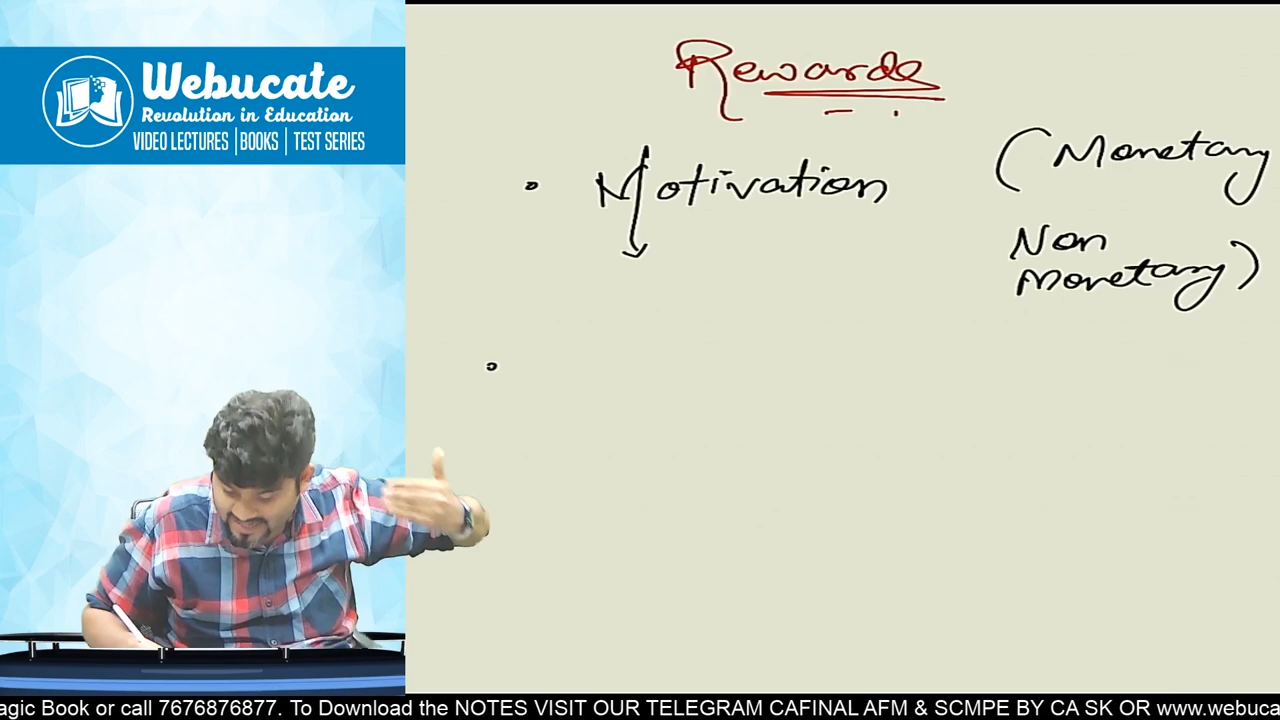 Webucate
Revolution in Education
VIDEO LECTURES | BOOKS | TEST SERIES
Rewards
Motivation
(Monetary
Non
Monetary)
agic Book or call 7676876877. To Download the NOTES VISIT OUR TELEGRAM CAFINAL AFM & SCMPE BY CA SK OR www.webuca